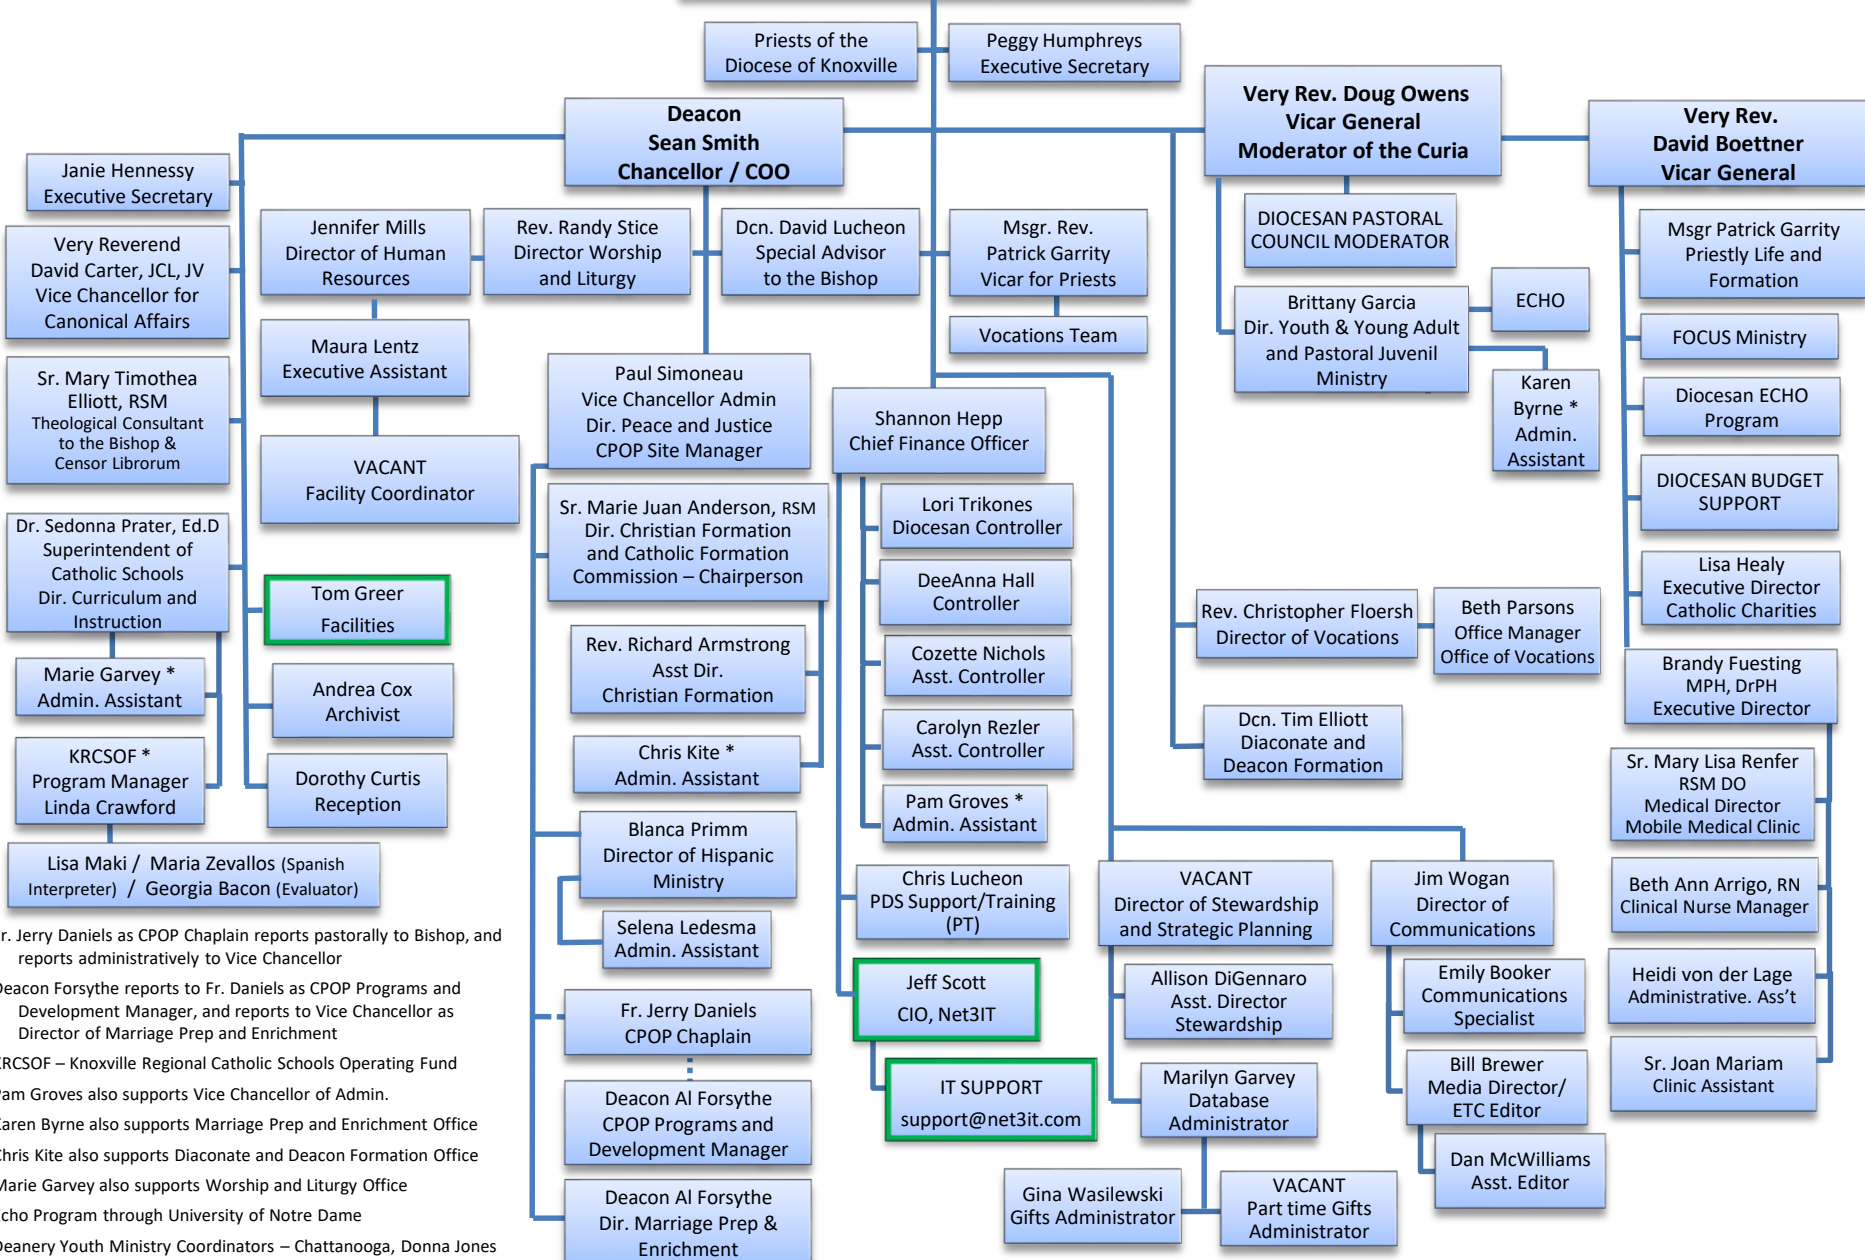 Priests of the
Diocese of Knoxville
Peggy Humphreys
Executive Secretary
Deacon
Sean Smith
Chancellor / COO
Very Rev. Doug Owens
Vicar General
Moderator of the Curia
Very Rev.
David Boettner
Vicar General
Janie Hennessy
Executive Secretary
Very Reverend
David Carter, JCL, JV
Vice Chancellor for
Canonical Affairs
Sr. Mary Timothea
Elliott, RSM
Theological Consultant
to the Bishop &
Censor Librorum
Dr. Sedonna Prater, Ed.D
Superintendent of
Catholic Schools
Dir. Curriculum and
Instruction
Marie Garvey *
Admin. Assistant
KRCSOF *
Program Manager
Linda Crawford
Lisa Maki / Maria Zevallos (Spanish
Interpreter) / Georgia Bacon (Evaluator)
Jennifer Mills
Director of Human
Resources
Maura Lentz
Executive Assistant
VACANT
Facility Coordinator
Tom Greer
Facilities
Andrea Cox
Archivist
Dorothy Curtis
Reception
Rev. Randy Stice
Director Worship
and Liturgy
Dcn. David Lucheon
Special Advisor
to the Bishop
Msgr. Rev.
Patrick Garrity
Vicar for Priests
Vocations Team
Paul Simoneau
Vice Chancellor Admin
Dir. Peace and Justice
CPOP Site Manager
Sr. Marie Juan Anderson, RSM
Dir. Christian Formation
and Catholic Formation
Commission – Chairperson
Rev. Richard Armstrong
Asst Dir.
Christian Formation
Chris Kite *
Admin. Assistant
Blanca Primm
Director of Hispanic
Ministry
Selena Ledesma
Admin. Assistant
Fr. Jerry Daniels
CPOP Chaplain
Deacon Al Forsythe
CPOP Programs and
Development Manager
Deacon Al Forsythe
Dir. Marriage Prep &
Enrichment
Shannon Hepp
Chief Finance Officer
Lori Trikones
Diocesan Controller
DeeAnna Hall
Controller
Cozette Nichols
Asst. Controller
Carolyn Rezler
Asst. Controller
Pam Groves *
Admin. Assistant
Chris Lucheon
PDS Support/Training
(PT)
Jeff Scott
CIO, Net3IT
IT SUPPORT
support@net3it.com
DIOCESAN PASTORAL
COUNCIL MODERATOR
Brittany Garcia
Dir. Youth & Young Adult
and Pastoral Juvenil
Ministry
ECHO
Karen
Byrne *
Admin.
Assistant
Rev. Christopher Floersh
Director of Vocations
Beth Parsons
Office Manager
Office of Vocations
Dcn. Tim Elliott
Diaconate and
Deacon Formation
VACANT
Director of Stewardship
and Strategic Planning
Allison DiGennaro
Asst. Director
Stewardship
Marilyn Garvey
Database
Administrator
Gina Wasilewski
Gifts Administrator
VACANT
Part time Gifts
Administrator
Jim Wogan
Director of
Communications
Emily Booker
Communications
Specialist
Bill Brewer
Media Director/
ETC Editor
Dan McWilliams
Asst. Editor
Msgr Patrick Garrity
Priestly Life and
Formation
FOCUS Ministry
Diocesan ECHO
Program
DIOCESAN BUDGET
SUPPORT
Lisa Healy
Executive Director
Catholic Charities
Brandy Fuesting
MPH, DrPH
Executive Director
Sr. Mary Lisa Renfer
RSM DO
Medical Director
Mobile Medical Clinic
Beth Ann Arrigo, RN
Clinical Nurse Manager
Heidi von der Lage
Administrative. Ass't
Sr. Joan Mariam
Clinic Assistant
r. Jerry Daniels as CPOP Chaplain reports pastorally to Bishop, and
reports administratively to Vice Chancellor
Deacon Forsythe reports to Fr. Daniels as CPOP Programs and
Development Manager, and reports to Vice Chancellor as
Director of Marriage Prep and Enrichment
KRCSOF – Knoxville Regional Catholic Schools Operating Fund
Pam Groves also supports Vice Chancellor of Admin.
Karen Byrne also supports Marriage Prep and Enrichment Office
Chris Kite also supports Diaconate and Deacon Formation Office
Marie Garvey also supports Worship and Liturgy Office
Echo Program through University of Notre Dame
Deanery Youth Ministry Coordinators – Chattanooga, Donna Jones